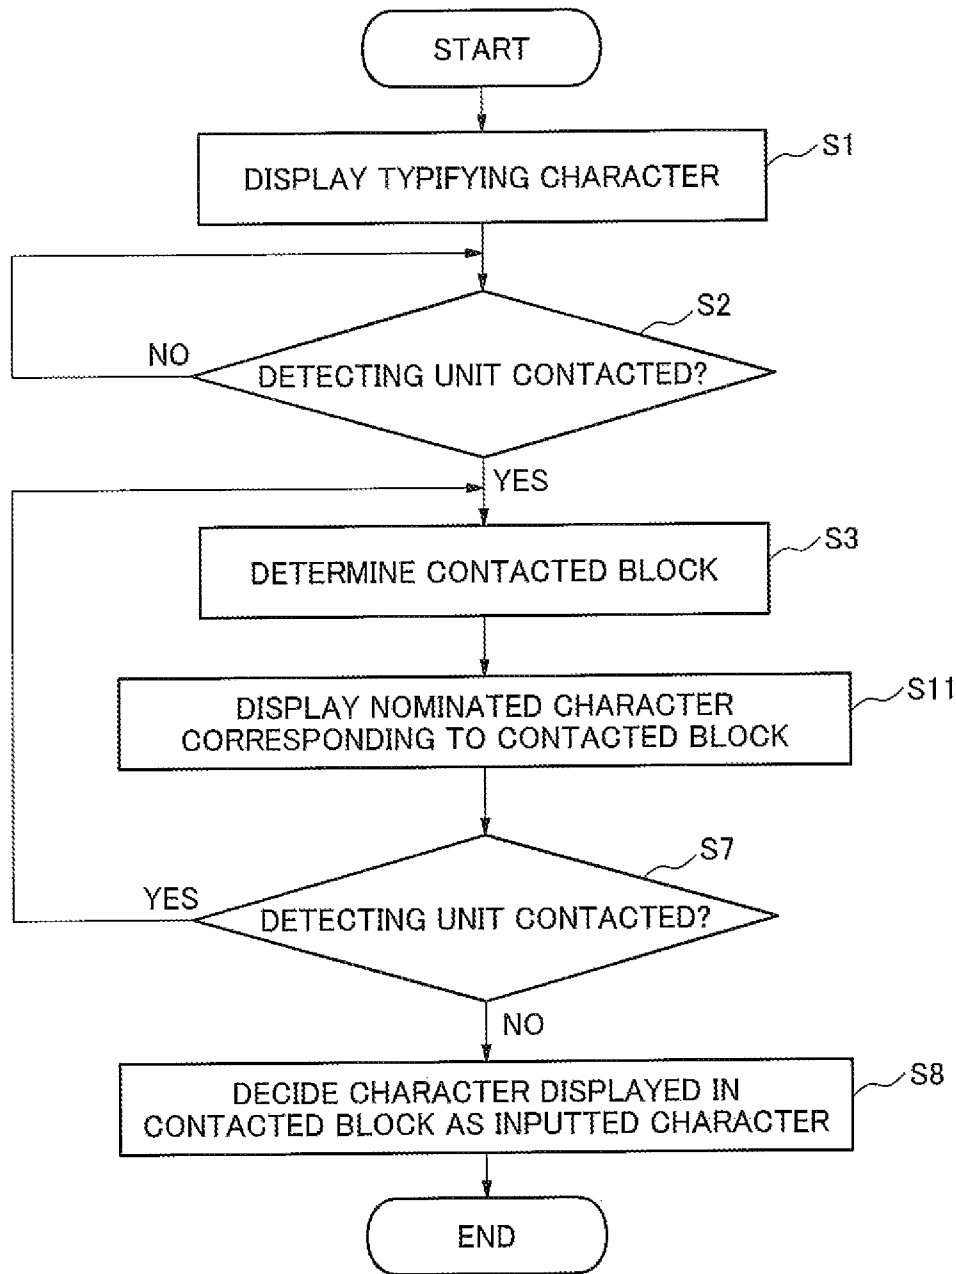 START
DISPLAY TYPIFYING CHARACTER
S1
S2
NO
DETECTING UNIT CONTACTED?
YES
S3
DETERMINE CONTACTED BLOCK
S11
DISPLAY NOMINATED CHARACTER
CORRESPONDING TO CONTACTED BLOCK
S7
YES
DETECTING UNIT CONTACTED?
NO
S8
DECIDE CHARACTER DISPLAYED IN
CONTACTED BLOCK AS INPUTTED CHARACTER
END